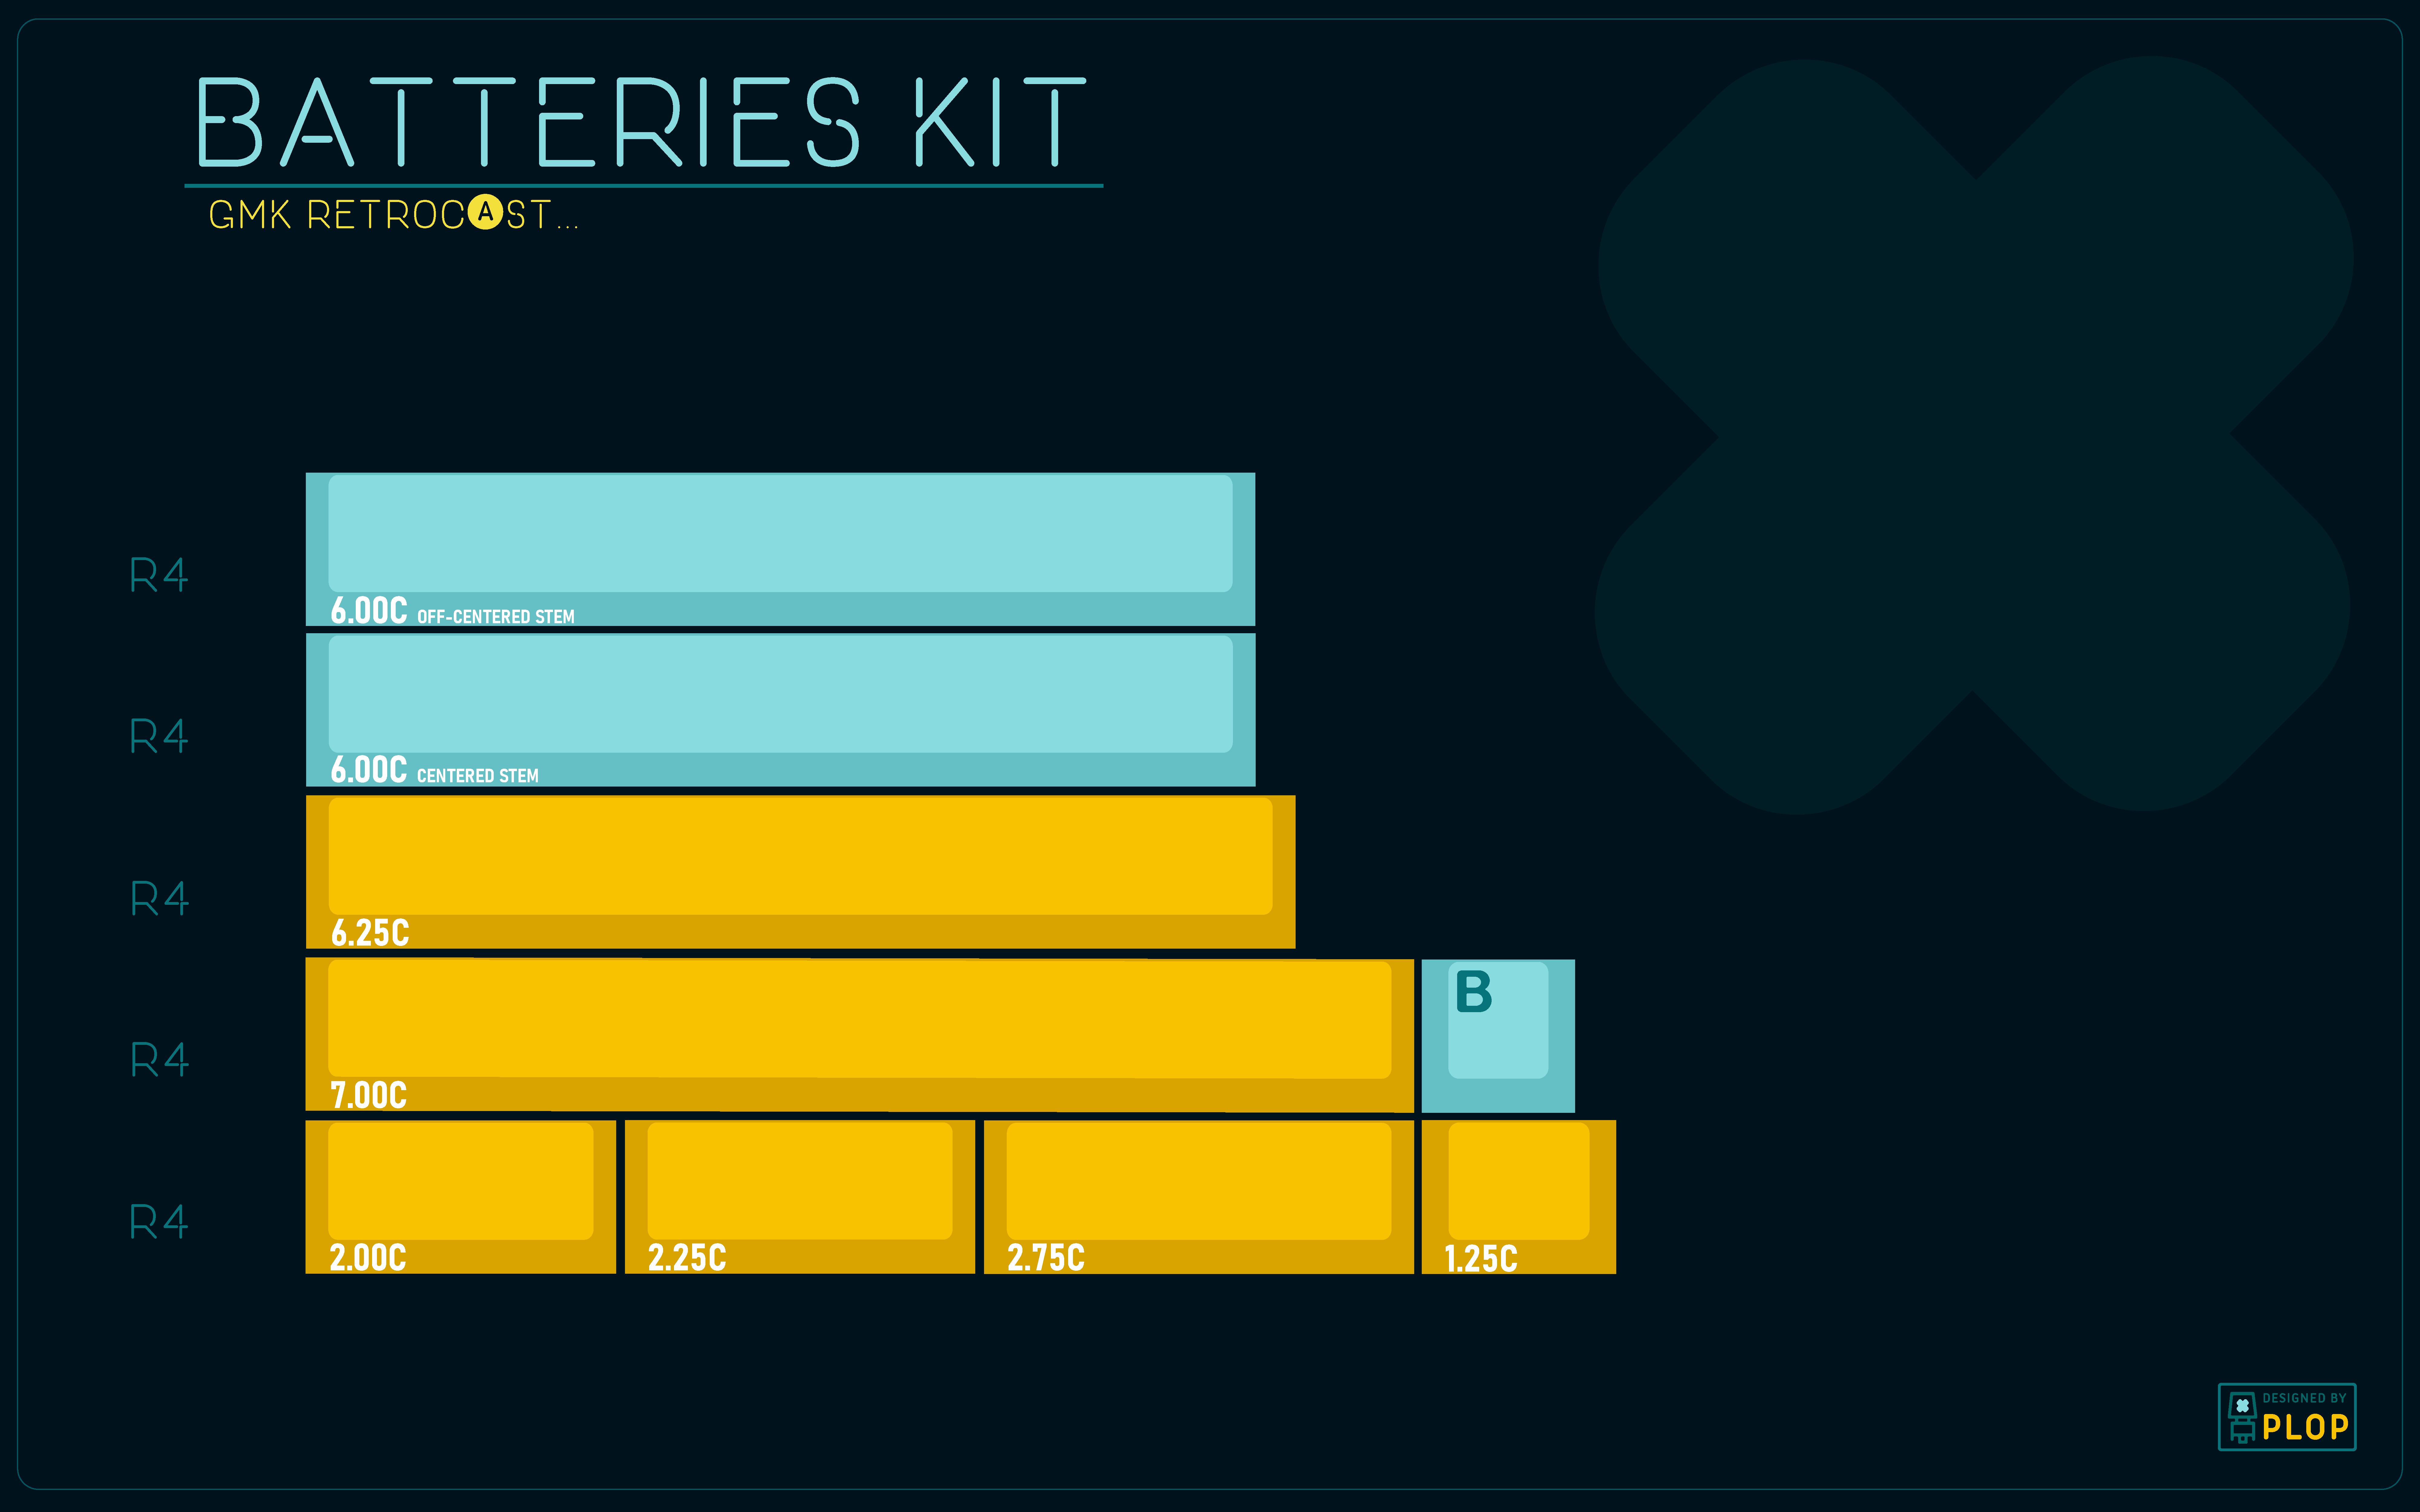 BATTERIES KIT
GMK RETROCAST...
R4
6.00C OFF-CENTERED STEM
R4
6.00C CENTERED STEM
R4
6.25C
R4
7.00C
B
R4
2.00C
2.25C
2.75C
1.25C
DESIGNED BY
PLOP